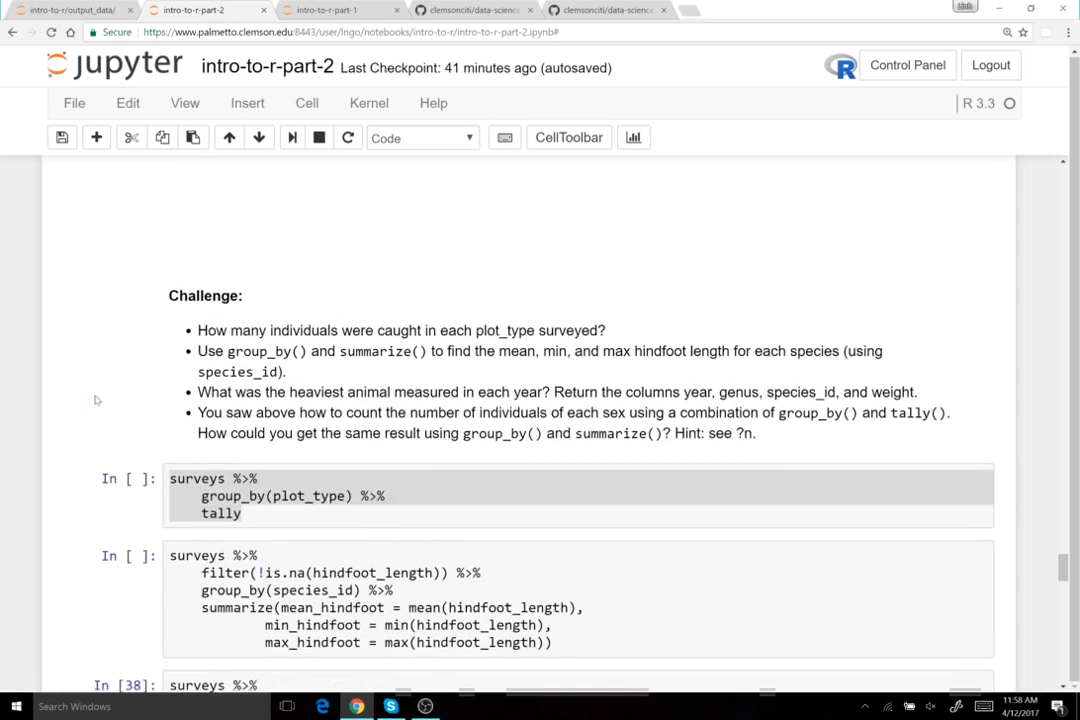 intro-to-r/output_data/
intro-to-r-part-2
intro-to-r-part-1
clemsonciti/data-science
clemsonciti/data-science
Secure
https://www.palmetto.clemson.edu:8443/user/lngo/notebooks/intro-to-r/intro-to-r-part-2.ipynb#
jupyter
intro-to-r-part-2 Last Checkpoint: 41 minutes ago (autosaved)
R
Control Panel
Logout
File Edit View Insert Cell Kernel Help
R 3.3
Code
CellToolbar
Challenge:
• How many individuals were caught in each plot_type surveyed?
• Use group_by() and summarize() to find the mean, min, and max hindfoot length for each species (using
species_id).
• What was the heaviest animal measured in each year? Return the columns year, genus, species_id, and weight.
• You saw above how to count the number of individuals of each sex using a combination of group_by() and tally().
How could you get the same result using group_by() and summarize()? Hint: see ?n.
In [ ]: surveys %>%
group_by(plot_type) %>%
tally
In [ ]: surveys %>%
filter(!is.na(hindfoot_length)) %>%
group_by(species_id) %>%
summarize(mean_hindfoot = mean(hindfoot_length),
min_hindfoot = min(hindfoot_length),
max_hindfoot = max(hindfoot_length))
In [38]: surveys %>%
Search Windows
11:58 AM
4/12/2017